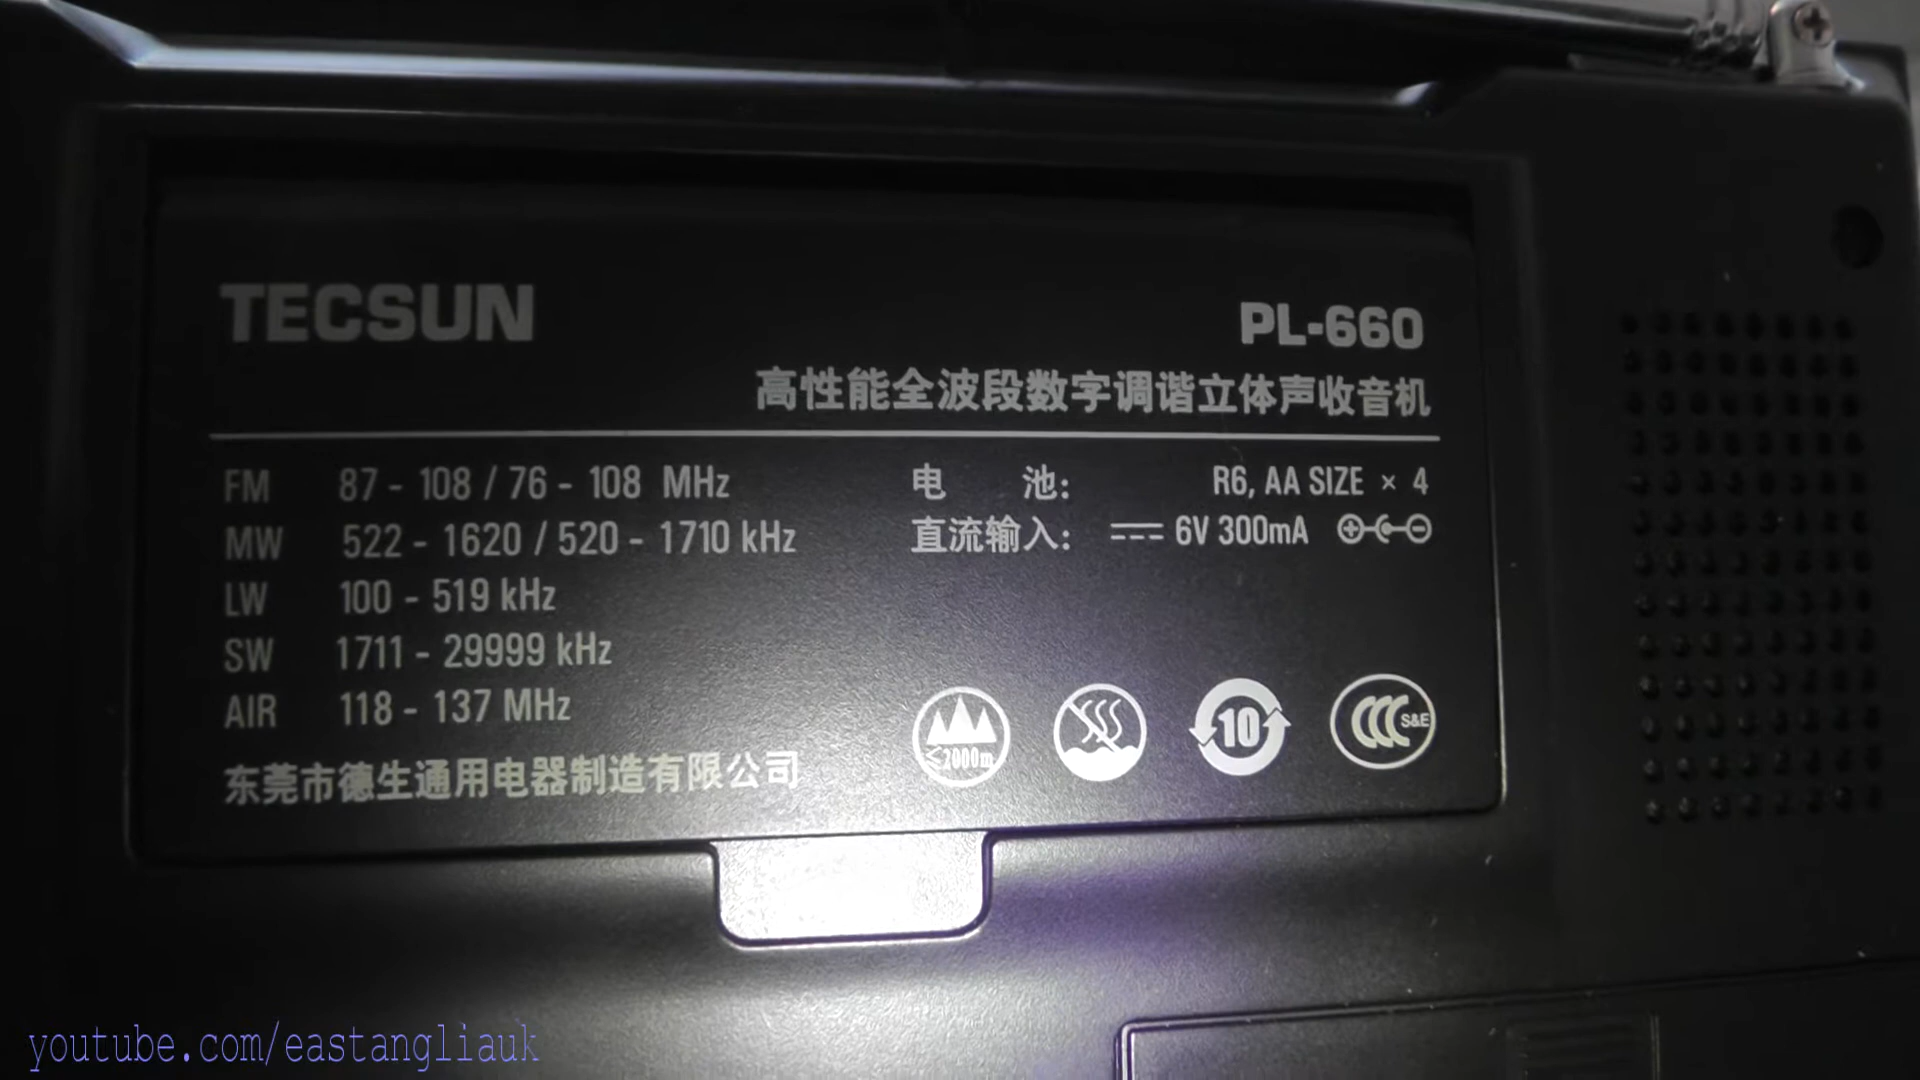 TECSUN
PL-660
高性能全波段数字调谐立体声收音机
FM 87 - 108 / 76 - 108 MHz
MW 522 - 1620 / 520 - 1710 kHz
LW 100 - 519 kHz
SW 1711 - 29999 kHz
AIR 118 - 137 MHz
东莞市德生通用电器制造有限公司
电 池: R6, AA SIZE × 4
直流输入: 6V 300mA
≤2000m
10
CCC S&E
youtube.com/eastangliauk